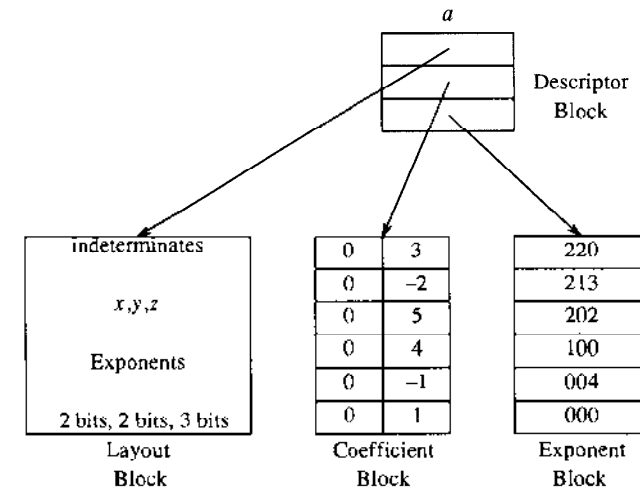 a
Descriptor
Block
indeterminates
x,y,z
Exponents
2 bits, 2 bits, 3 bits
Layout
Block
0 3
0 –2
0 5
0 4
0 –1
0 1
Coefficient
Block
220
213
202
100
004
000
Exponent
Block